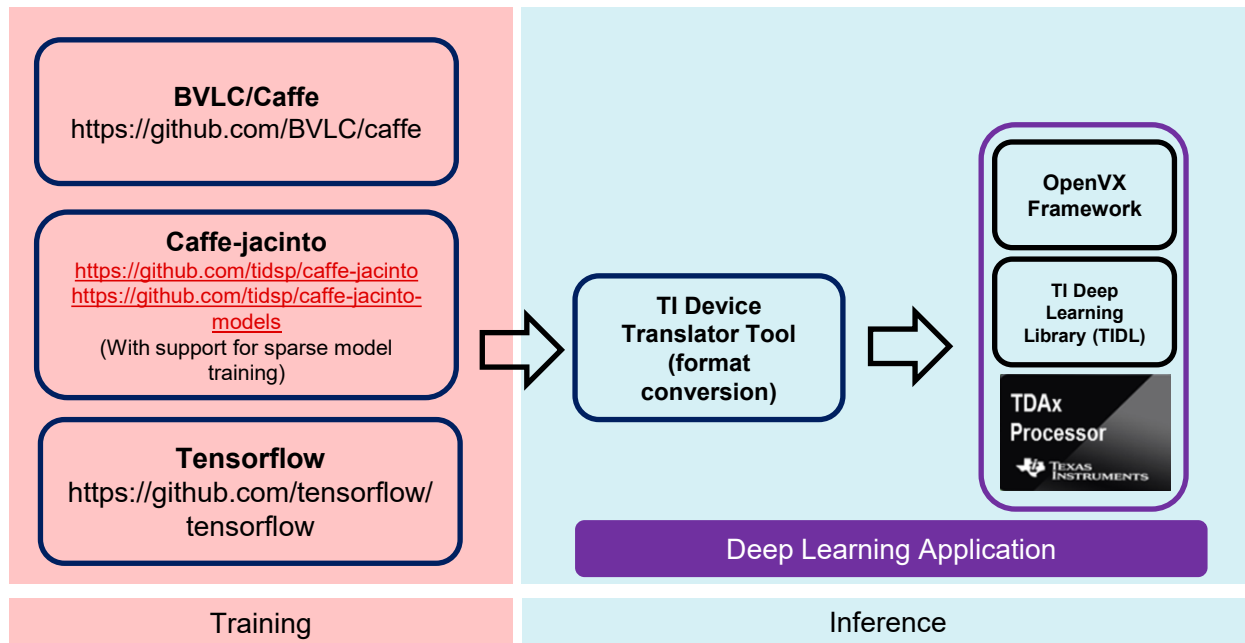 BVLC/Caffe
https://github.com/BVLC/caffe
Caffe-jacinto
https://github.com/tidsp/caffe-jacinto
https://github.com/tidsp/caffe-jacinto-
models
(With support for sparse model
training)
Tensorflow
https://github.com/tensorflow/
tensorflow
TI Device
Translator Tool
(format
conversion)
OpenVX
Framework
TI Deep
Learning
Library (TIDL)
TDAx
Processor
TEXAS
INSTRUMENTS
Deep Learning Application
Training
Inference